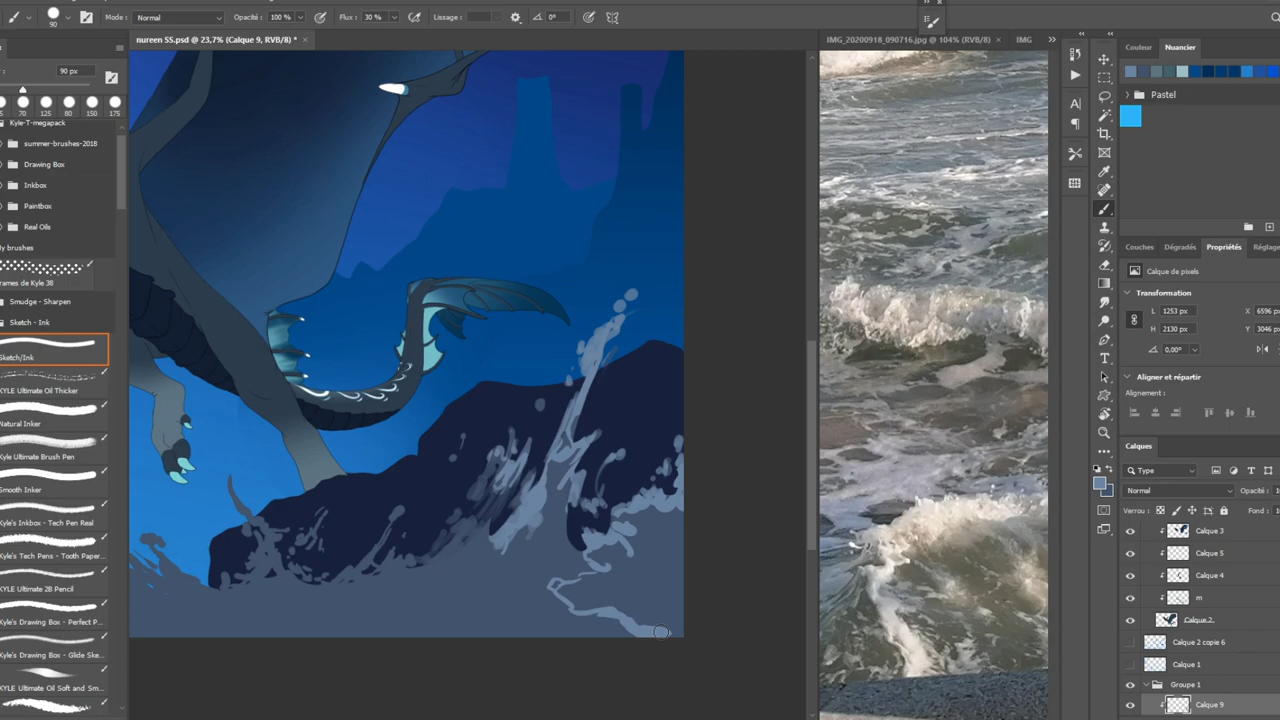 90
Mode : Normal
Opacité : 100 %
Flux : 30 %
Lissage :
0°
nureen SS.psd @ 23,7% (Calque 9, RVB/8) *
IMG_20200918_090716.jpg @ 104% (RVB/8)
IMG
90 px
70 125 80 150 175
Kyle-T-megapack
summer-brushes-2018
Drawing Box
Inkbox
Paintbox
Real Oils
rames de Kyle 38
Smudge - Sharpen
Sketch - Ink
Sketch/Ink
KYLE Ultimate Oil Thicker
Natural Inker
Kyle Ultimate Brush Pen
Smooth Inker
Kyle's Inkbox - Tech Pen Real
Kyle's Tech Pens - Tooth Paper...
KYLE Ultimate 2B Pencil
Kyle's Drawing Box - Perfect P...
Kyle's Drawing Box - Glide Ske...
KYLE Ultimate Oil Soft and Sm...
Couleur
Nuancier
Pastel
Couches
Dégradés
Propriétés
Réglage
Calque de pixels
Transformation
L 1253 px X 6596 px
H 2130 px Y 3046 px
0,00°
Aligner et répartir
Alignement :
Calques
Type
Normal
Opacité :
Verrou :
Fond :
Calque 3
Calque 5
Calque 4
m
Calque 2
Calque 2 copie 6
Calque 1
Groupe 1
Calque 9